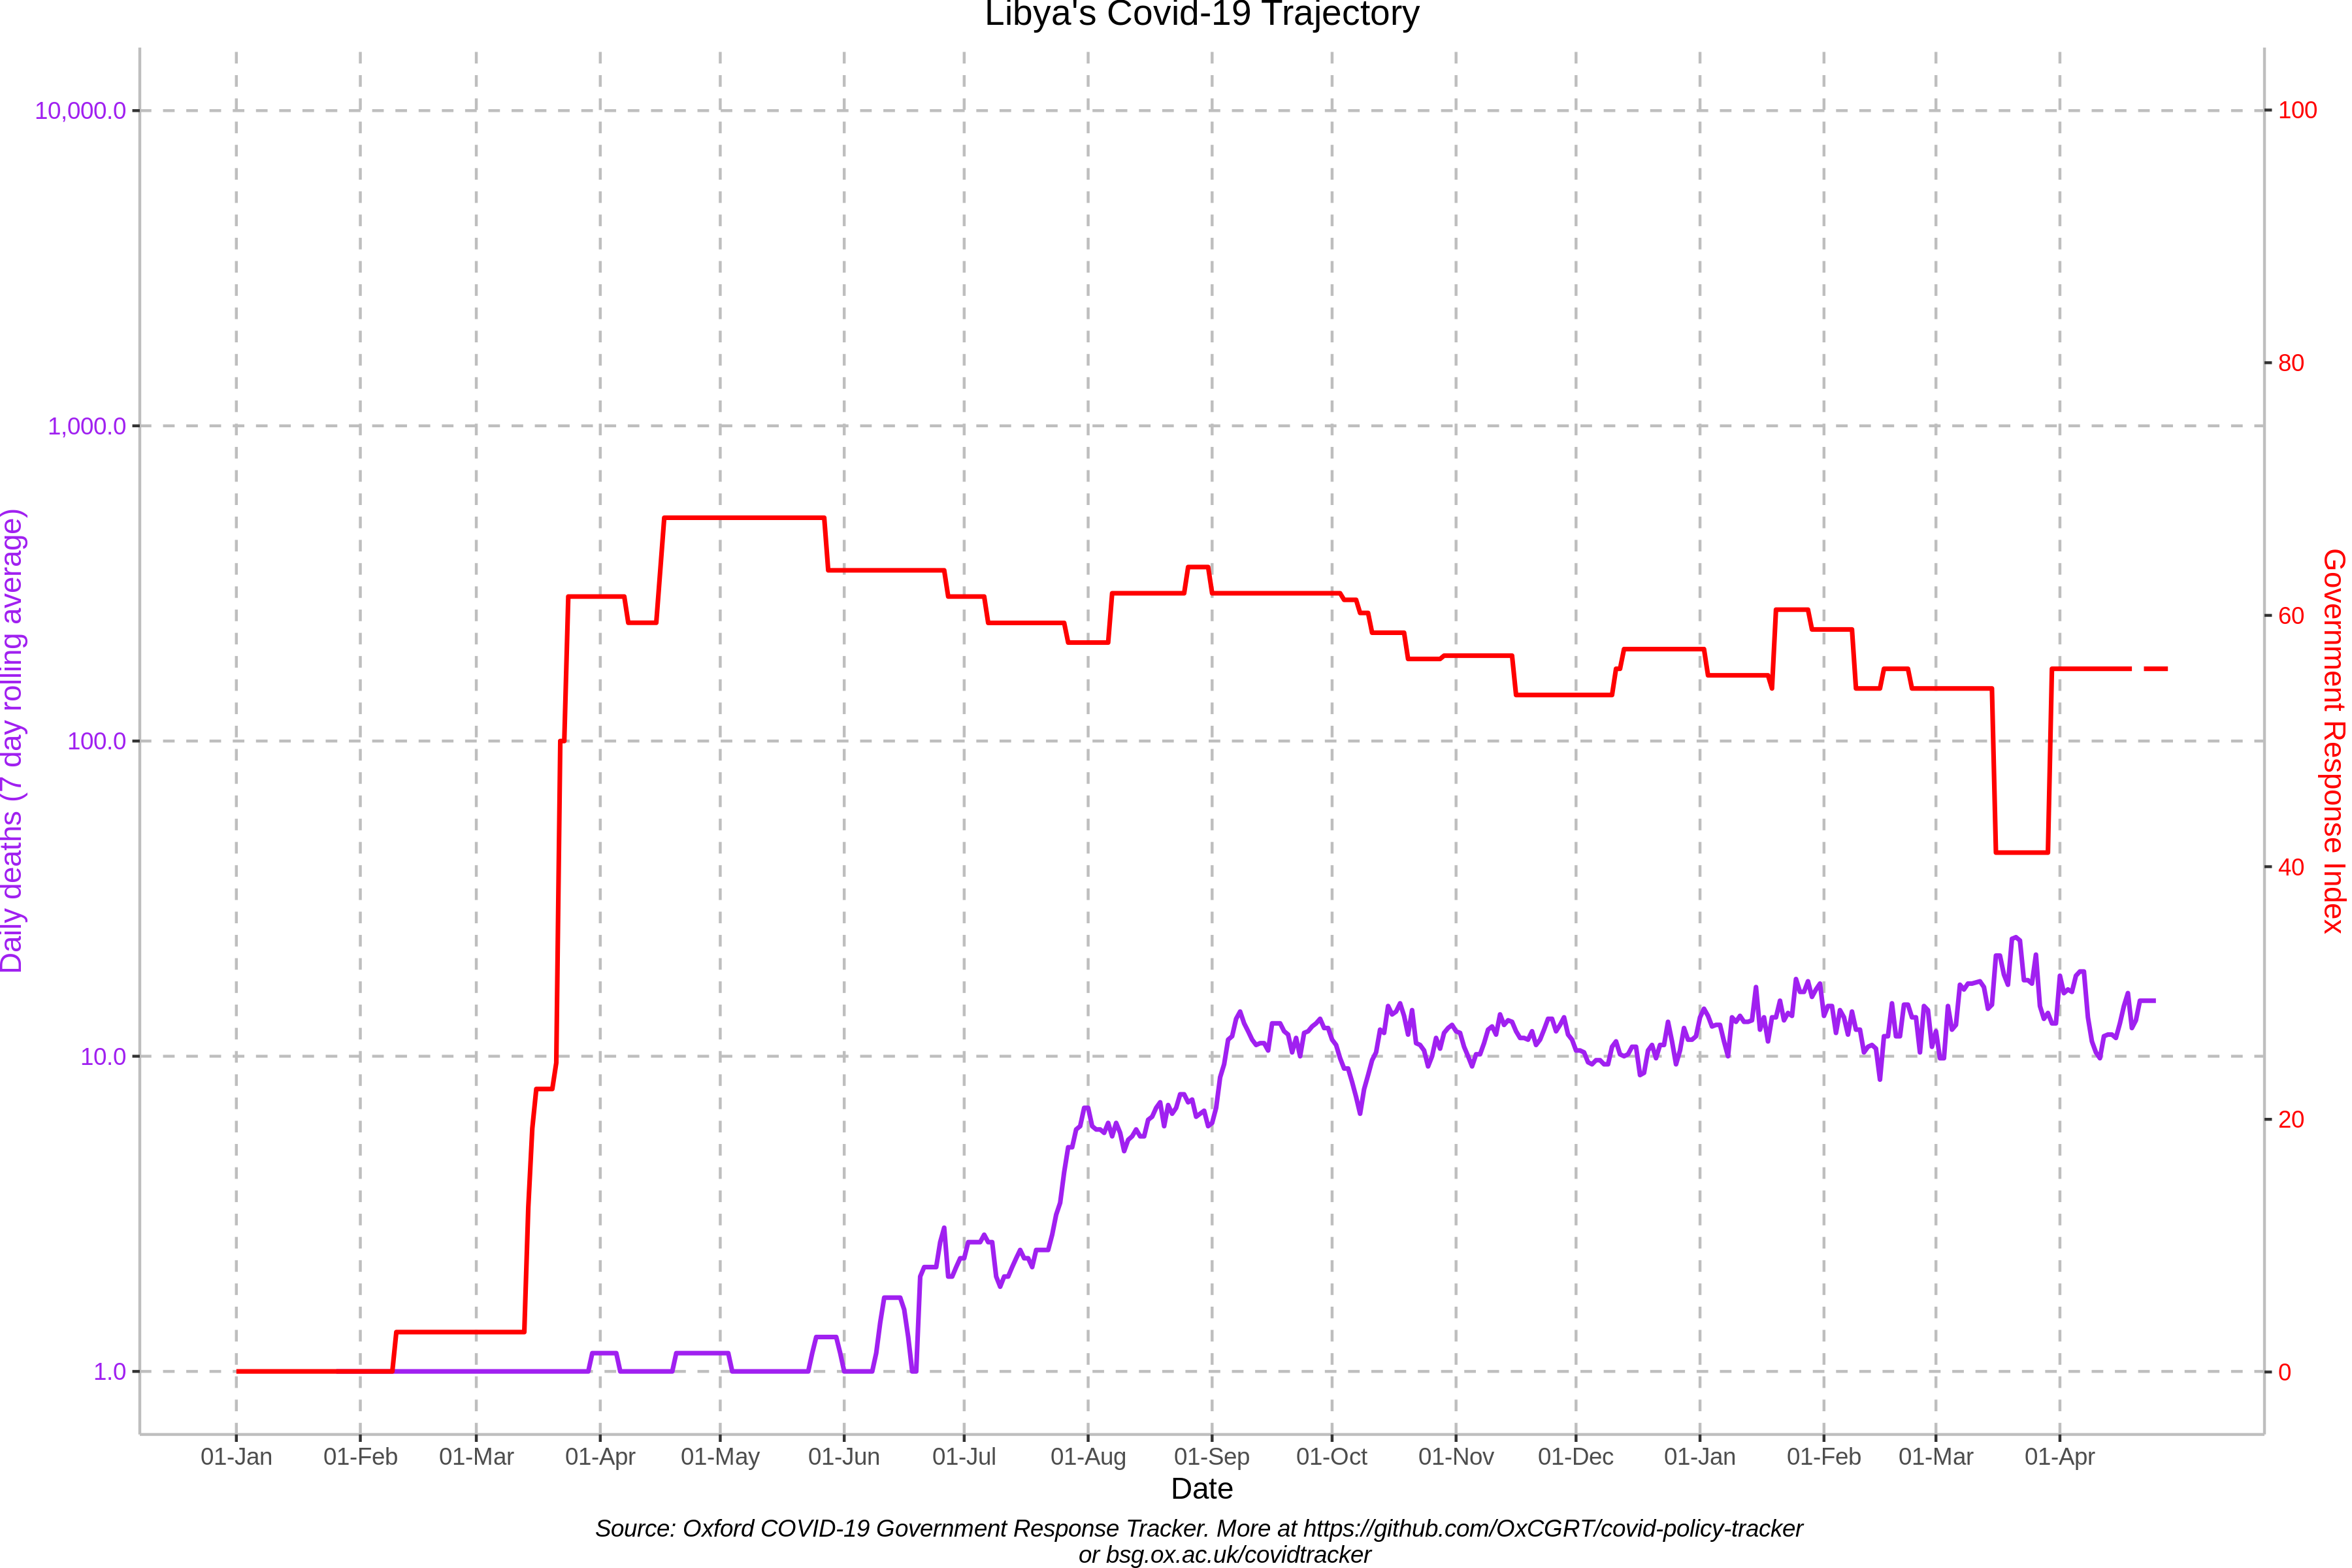 Libya's Covid-19 Trajectory
Daily deaths (7 day rolling average)
10,000.0
1,000.0
100.0
10.0
1.0
100
80
60
40
20
0
Government Response Index
01-Jan 01-Feb 01-Mar 01-Apr 01-May 01-Jun 01-Jul 01-Aug 01-Sep 01-Oct 01-Nov 01-Dec 01-Jan 01-Feb 01-Mar 01-Apr
Date
Source: Oxford COVID-19 Government Response Tracker. More at https://github.com/OxCGRT/covid-policy-tracker
or bsg.ox.ac.uk/covidtracker